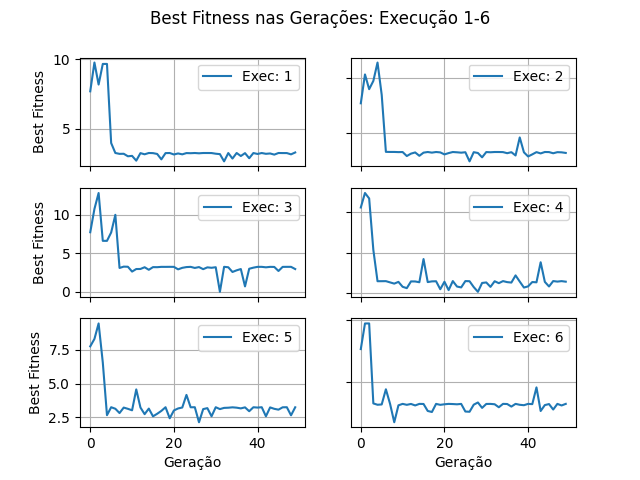 Best Fitness nas Gerações: Execução 1-6
10
5
Best Fitness
Exec: 1
Exec: 2
10
5
0
Best Fitness
Exec: 3
Exec: 4
7.5
5.0
2.5
Best Fitness
Exec: 5
Exec: 6
0
20
40
Geração
0
20
40
Geração